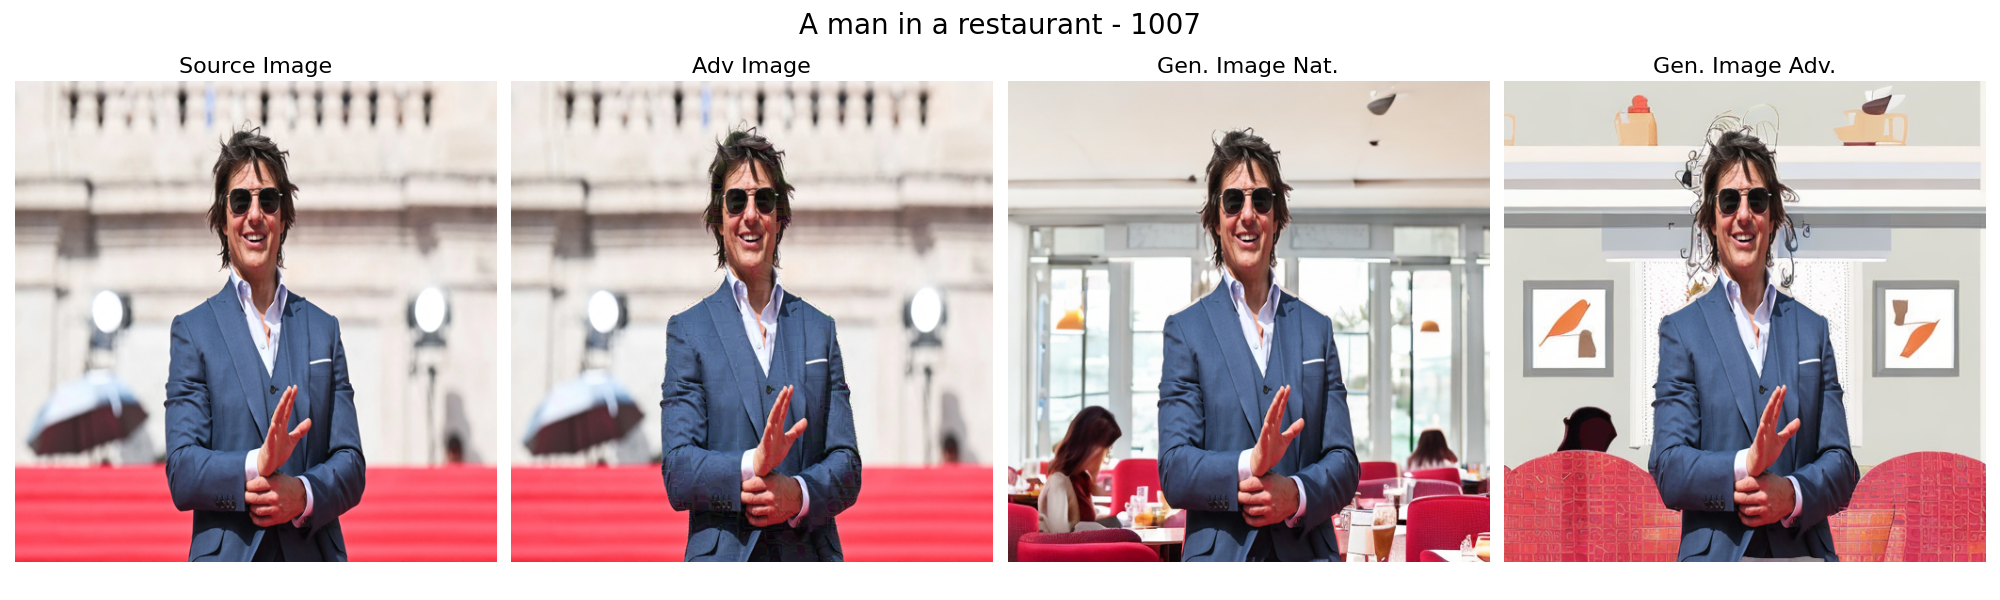 A man in a restaurant - 1007
Source Image
Adv Image
Gen. Image Nat.
Gen. Image Adv.